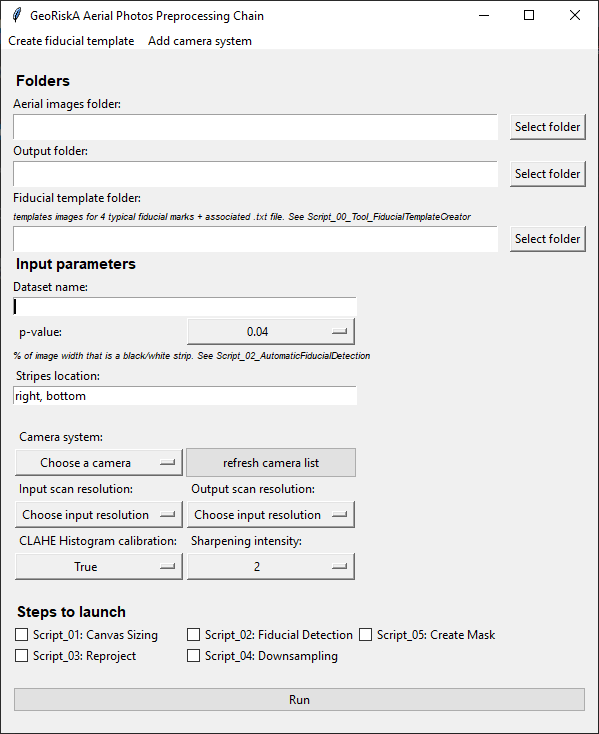 GeoRiskA Aerial Photos Preprocessing Chain
Create fiducial template Add camera system
Folders
Aerial images folder:
Select folder
Output folder:
Select folder
Fiducial template folder:
templates images for 4 typical fiducial marks + associated .txt file. See Script_00_Tool_FiducialTemplateCreator
Select folder
Input parameters
Dataset name:
p-value: 0.04
% of image width that is a black/white strip. See Script_02_AutomaticFiducialDetection
Stripes location:
right, bottom
Camera system:
Choose a camera refresh camera list
Input scan resolution: Output scan resolution:
Choose input resolution Choose input resolution
CLAHE Histogram calibration: Sharpening intensity:
True 2
Steps to launch
Script_01: Canvas Sizing Script_02: Fiducial Detection Script_05: Create Mask
Script_03: Reproject Script_04: Downsampling
Run